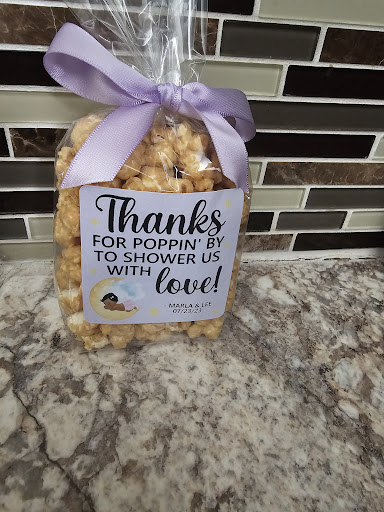 Thanks
FOR POPPIN' BY
TO SHOWER US
WITH love!
MARLA & LEE
07/23/23